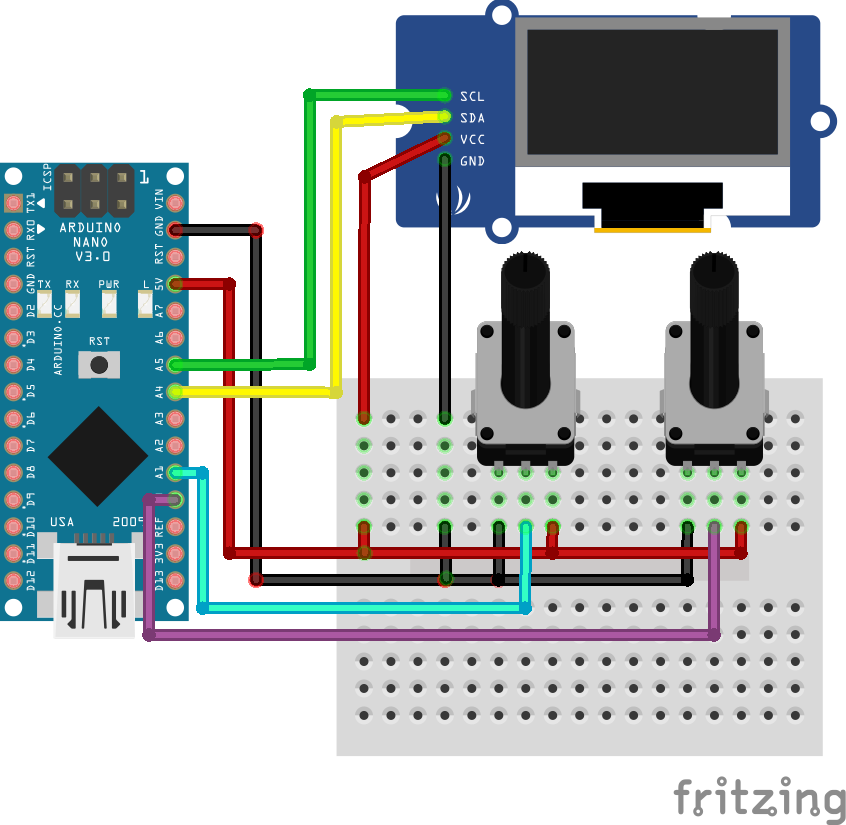 SCL
SDA
VCC
GND
ICSP
1
TX1
RX0
RST
GND
D2
D3
D4
D5
D6
D7
D8
D9
D10
D11
D12
ARDUINO
NANO
V3.0
TX
RX
PWR
L
RST
ARDUINO.CC
USA
2009
VIN
GND
RST
5V
A7
A6
A5
A4
A3
A2
A1
REF
3V3
D13
fritzing